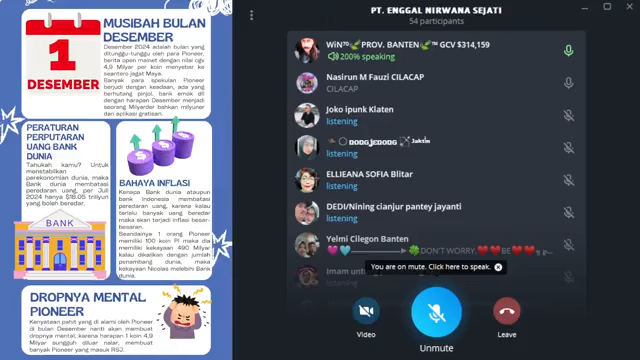 MUSIBAH BULAN
DESEMBER
Desember 2024 adalah bulan yang
ditunggu-tunggu oleh para Pioneer,
berita open mainet dengan nilai cgv
4,9 Milyar per koin menyebar ke
seantero jagat Maya.
Banyak para spekulan Pioneer
berjudi dengan keadaan, ada yang
berhutang pinjol, bank emak dll
dengan harapan Desember menjadi
seorang Milyarder bahkan milyuner
dari aplikasi gratisan.
1
DESEMBER
PERATURAN
PERPUTARAN
UANG BANK
DUNIA
Tahukah kamu? Untuk
menstabilkan
perekonomian dunia, maka
Bank dunia membatasi
peredaran uang, per Juli
2024 hanya $18.05 triliyun
yang boleh beredar.
BANK
BAHAYA INFLASI
Kenapa Bank dunia ataupun
bank Indonesia membatasi
peredaran uang, karena kalau
terlalu banyak uang beredar
maka akan terjadi inflasi besar-
besaran.
Seandainya 1 orang Pioneer
memiliki 100 koin PI maka dia
memiliki kekayaan 490 Milyar
kalau dikalikan dengan jumlah
penambang dunia, maka
kekayaan Nicolas melebihi Bank
dunia.
DROPNYA MENTAL
PIONEER
Kenyataan pahit yang di alami oleh Pioneer
di bulan Desember nanti akan membuat
dropnya mental, karena harapan 1 koin 4,9
Milyar sungguh diluar nalar, membuat
banyak Pioneer yang masuk RSJ.
PT. ENGGAL NIRWANA SEJATI
54 participants
WiN⁷⁰🌿PROV. BANTEN🌿™ GCV $314,159
200% speaking
Nasirun M Fauzi CILACAP
CILACAP
Joko ipunk Klaten
listening
listening
ELLIEANA SOFIA Blitar
listening
DEDI/Nining cianjur pantey jayanti
listening
Yelmi Cilegon Banten
DON'T WORRY, ❤️❤️BE❤️❤️
You are on mute. Click here to speak.
Video
Unmute
Leave